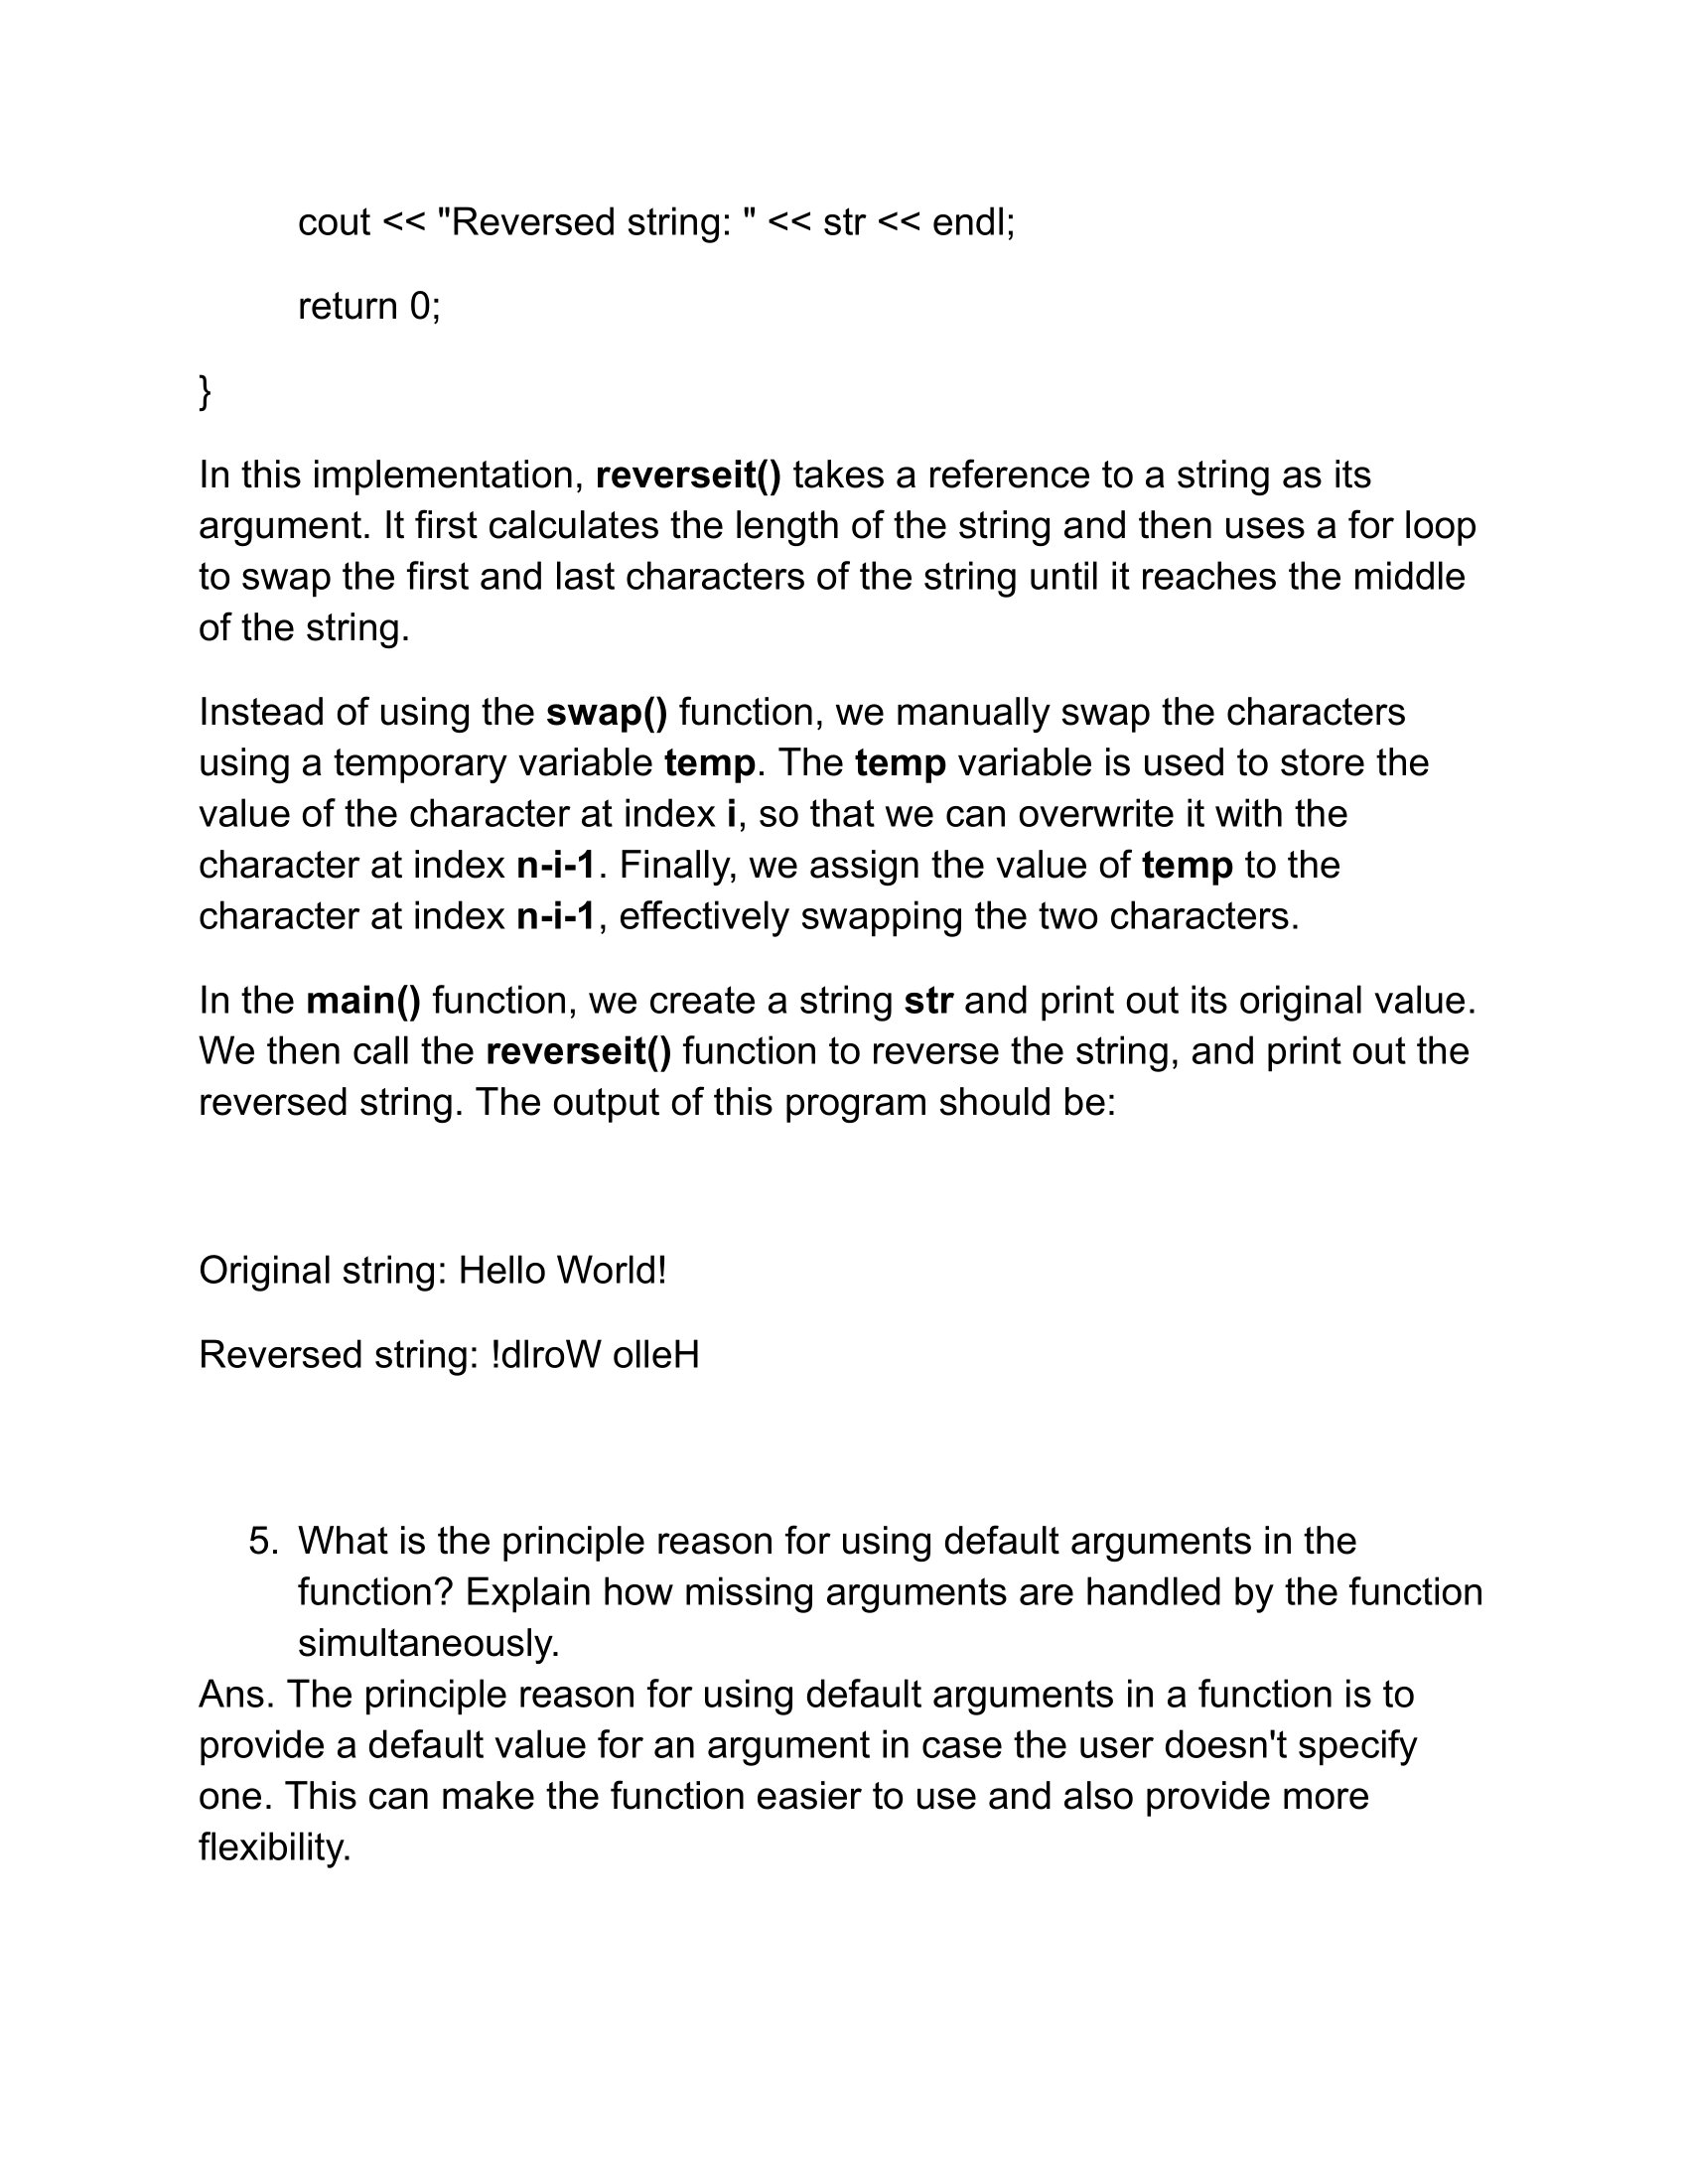 cout << "Reversed string: " << str << endl;
return 0;
}
In this implementation, reverseit() takes a reference to a string as its
argument. It first calculates the length of the string and then uses a for loop
to swap the first and last characters of the string until it reaches the middle
of the string.
Instead of using the swap() function, we manually swap the characters
using a temporary variable temp. The temp variable is used to store the
value of the character at index i, so that we can overwrite it with the
character at index n-i-1. Finally, we assign the value of temp to the
character at index n-i-1, effectively swapping the two characters.
In the main() function, we create a string str and print out its original value.
We then call the reverseit() function to reverse the string, and print out the
reversed string. The output of this program should be:
Original string: Hello World!
Reversed string: !dlroW olleH
5. What is the principle reason for using default arguments in the
function? Explain how missing arguments are handled by the function
simultaneously.
Ans. The principle reason for using default arguments in a function is to
provide a default value for an argument in case the user doesn't specify
one. This can make the function easier to use and also provide more
flexibility.